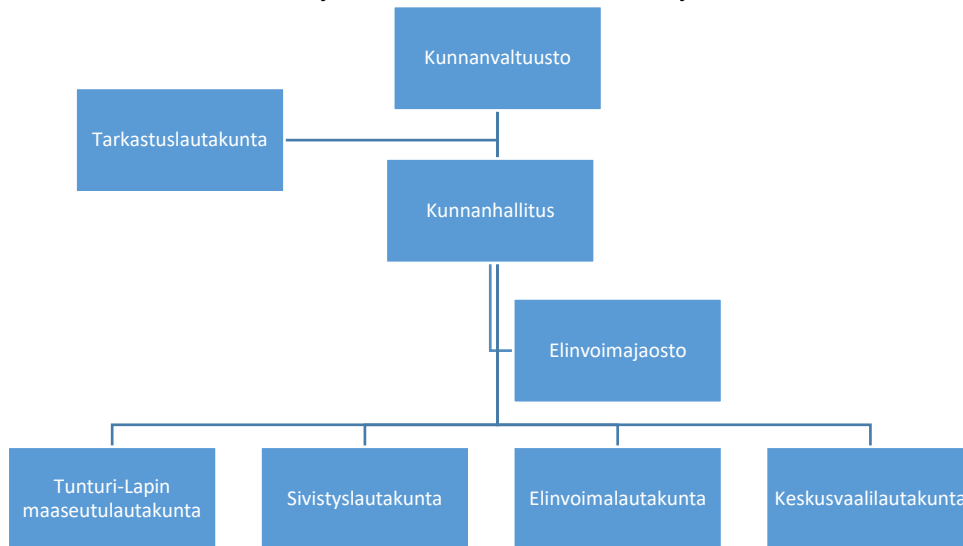 Kunnanvaltuusto
Tarkastuslautakunta
Kunnanhallitus
Elinvoimajaosto
Tunturi-Lapin
maaseutulautakunta
Sivistyslautakunta
Elinvoimalautakunta
Keskusvaalilautakunta